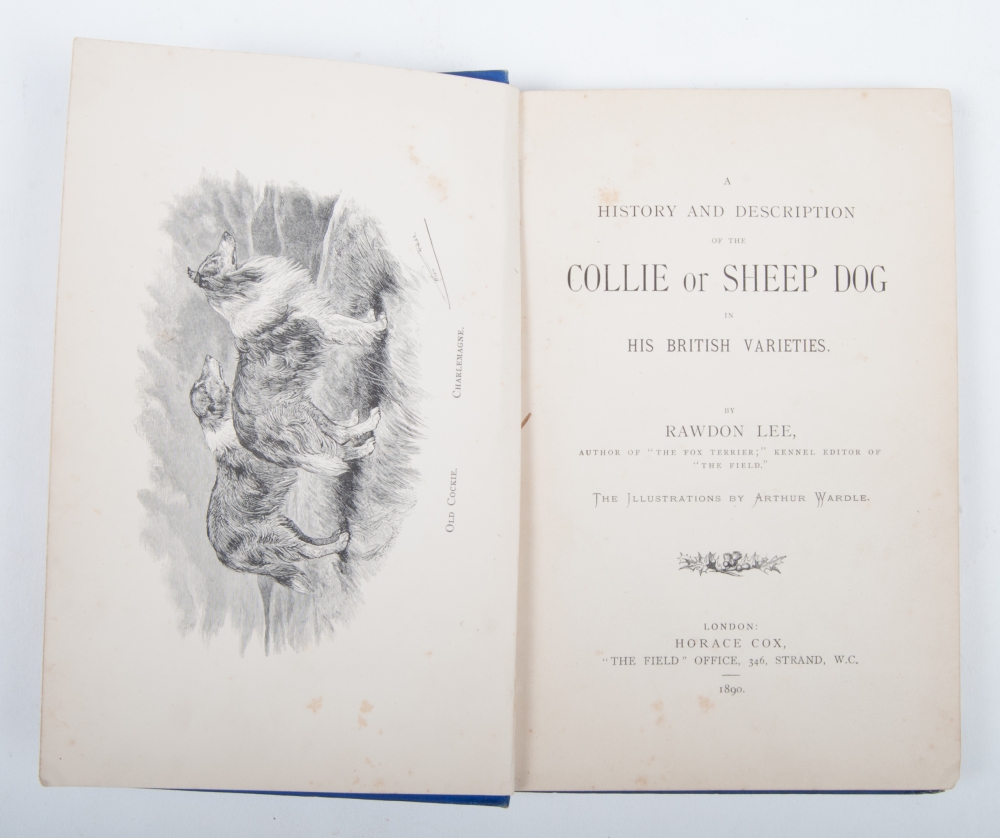 OLD COCKIE.
CHARLEMAGNE.
A
HISTORY AND DESCRIPTION
OF THE
COLLIE or SHEEP DOG
IN
HIS BRITISH VARIETIES.
BY
RAWDON LEE,
AUTHOR OF "THE FOX TERRIER;" KENNEL EDITOR OF
"THE FIELD."
THE ILLUSTRATIONS BY ARTHUR WARDLE.
LONDON:
HORACE COX,
"THE FIELD" OFFICE, 346, STRAND, W.C.
1890.